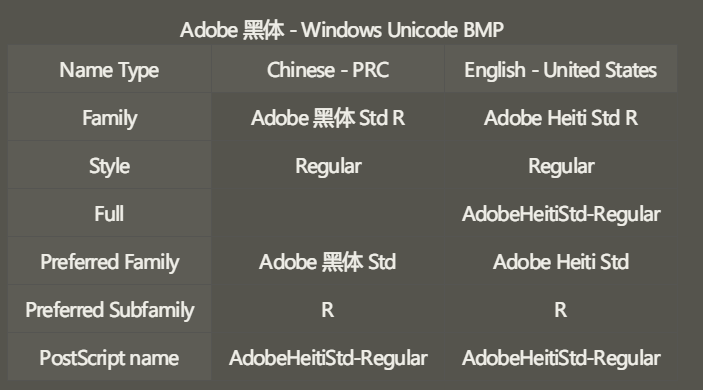 Adobe 黑体 - Windows Unicode BMP
Name Type Chinese - PRC English - United States
Family Adobe 黑体 Std R Adobe Heiti Std R
Style Regular Regular
Full AdobeHeitiStd-Regular
Preferred Family Adobe 黑体 Std Adobe Heiti Std
Preferred Subfamily R R
PostScript name AdobeHeitiStd-Regular AdobeHeitiStd-Regular